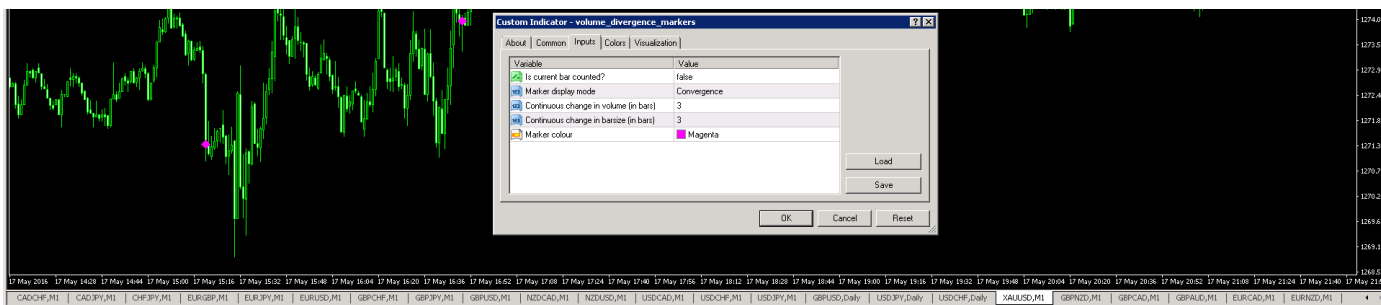 Custom Indicator - volume_divergence_markers
About Common Inputs Colors Visualization
Variable Value
Is current bar counted? false
Marker display mode Convergence
Continuous change in volume (in bars) 3
Continuous change in barsize (in bars) 3
Marker colour Magenta
Load
Save
OK Cancel Reset
1274.0
1273.5
1272.9
1272.4
1271.8
1271.3
1270.7
1270.2
1269.6
1269.1
1268.5
17 May 2016 17 May 14:28 17 May 14:44 17 May 15:00 17 May 15:16 17 May 15:32 17 May 15:48 17 May 16:04 17 May 16:20 17 May 16:36 17 May 16:52 17 May 17:08 17 May 17:24 17 May 17:40 17 May 17:56 17 May 18:12 17 May 18:28 17 May 18:44 17 May 19:00 17 May 19:16 17 May 19:32 17 May 19:48 17 May 20:04 17 May 20:20 17 May 20:36 17 May 20:52 17 May 21:08 17 May 21:24 17 May 21:40 17 May 21:56
CADCHF,M1 CADJPY,M1 CHFJPY,M1 EURGBP,M1 EURJPY,M1 EURUSD,M1 GBPCHF,M1 GBPJPY,M1 GBPUSD,M1 NZDCAD,M1 NZDUSD,M1 USDCAD,M1 USDCHF,M1 USDJPY,M1 GBPUSD,Daily USDJPY,Daily USDCHF,Daily XAUUSD,M1 GBPNZD,M1 GBPCAD,M1 GBPAUD,M1 EURCAD,M1 EURNZD,M1